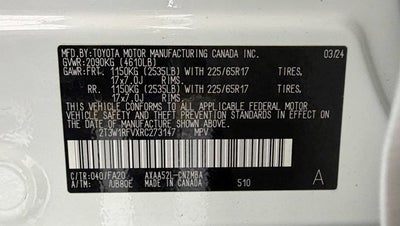 MFD.BY: TOYOTA MOTOR MANUFACTURING CANADA INC. 03/24
GVWR: 2090KG (4610LB)
GAWR: FRT. 1150KG (2535LB) WITH 225/65R17 TIRES.
17x7.0J RIMS.
RR. 1150KG (2535LB) WITH 225/65R17 TIRES.
17x7.0J RIMS.
THIS VEHICLE CONFORMS TO ALL APPLICABLE FEDERAL MOTOR
VEHICLE SAFETY AND THEFT PREVENTION STANDARDS IN EFFECT
ON THE DATE OF MANUFACTURE SHOWN ABOVE.
2T3W1RFVXRC273147 MPV
C/TR: 040/FA20 AXAA52L-CNZMBA
A/TM: /UB80E MADE IN CANADA 510 A